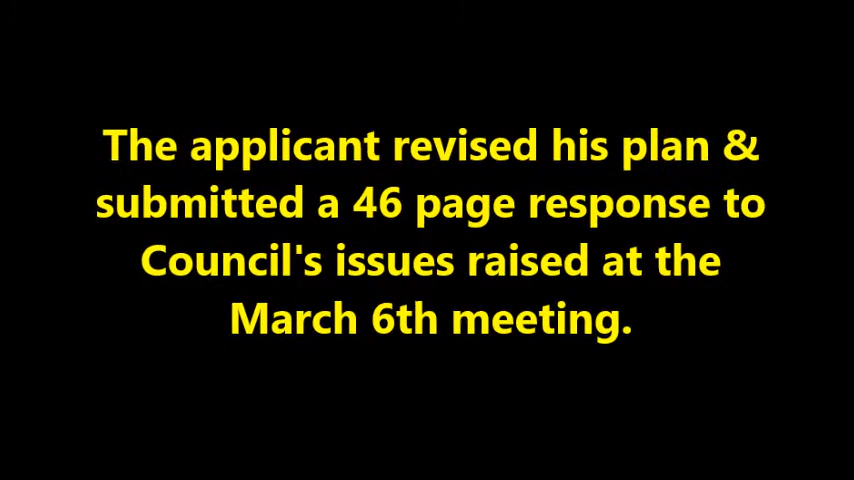 The applicant revised his plan &
submitted a 46 page response to
Council's issues raised at the
March 6th meeting.